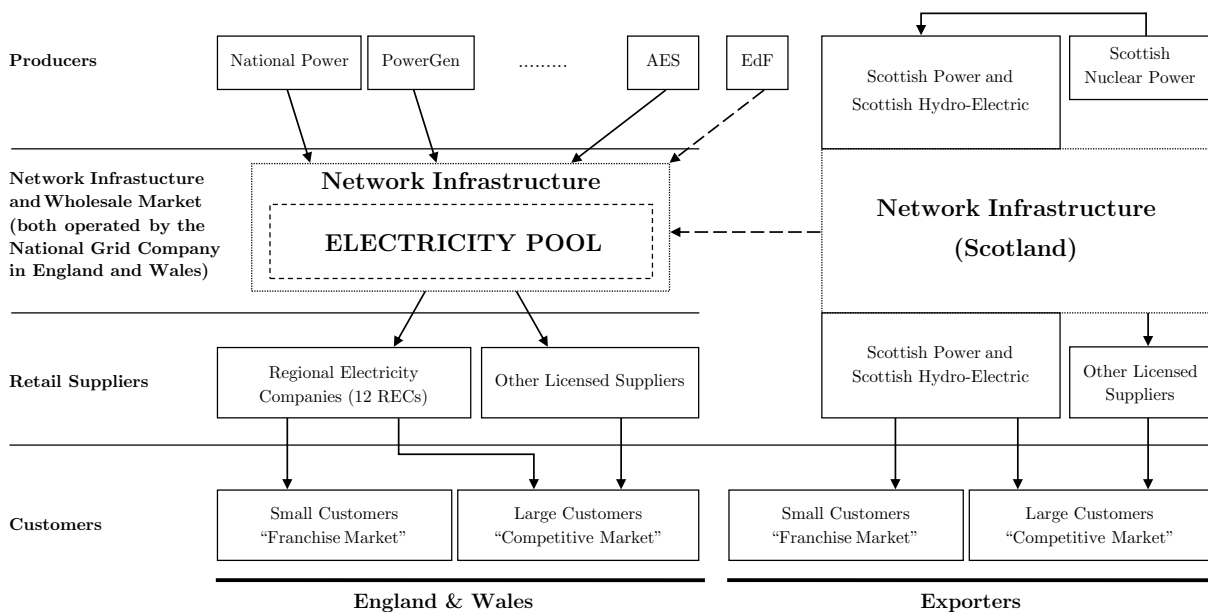 Producers
National Power
PowerGen
.........
AES
EdF
Scottish Power and
Scottish Hydro-Electric
Scottish
Nuclear Power
Network Infrastucture
and Wholesale Market
(both operated by the
National Grid Company
in England and Wales)
Network Infrastructure
ELECTRICITY POOL
Network Infrastructure
(Scotland)
Retail Suppliers
Regional Electricity
Companies (12 RECs)
Other Licensed Suppliers
Scottish Power and
Scottish Hydro-Electric
Other Licensed
Suppliers
Customers
Small Customers
“Franchise Market”
Large Customers
“Competitive Market”
Small Customers
“Franchise Market”
Large Customers
“Competitive Market”
England & Wales
Exporters